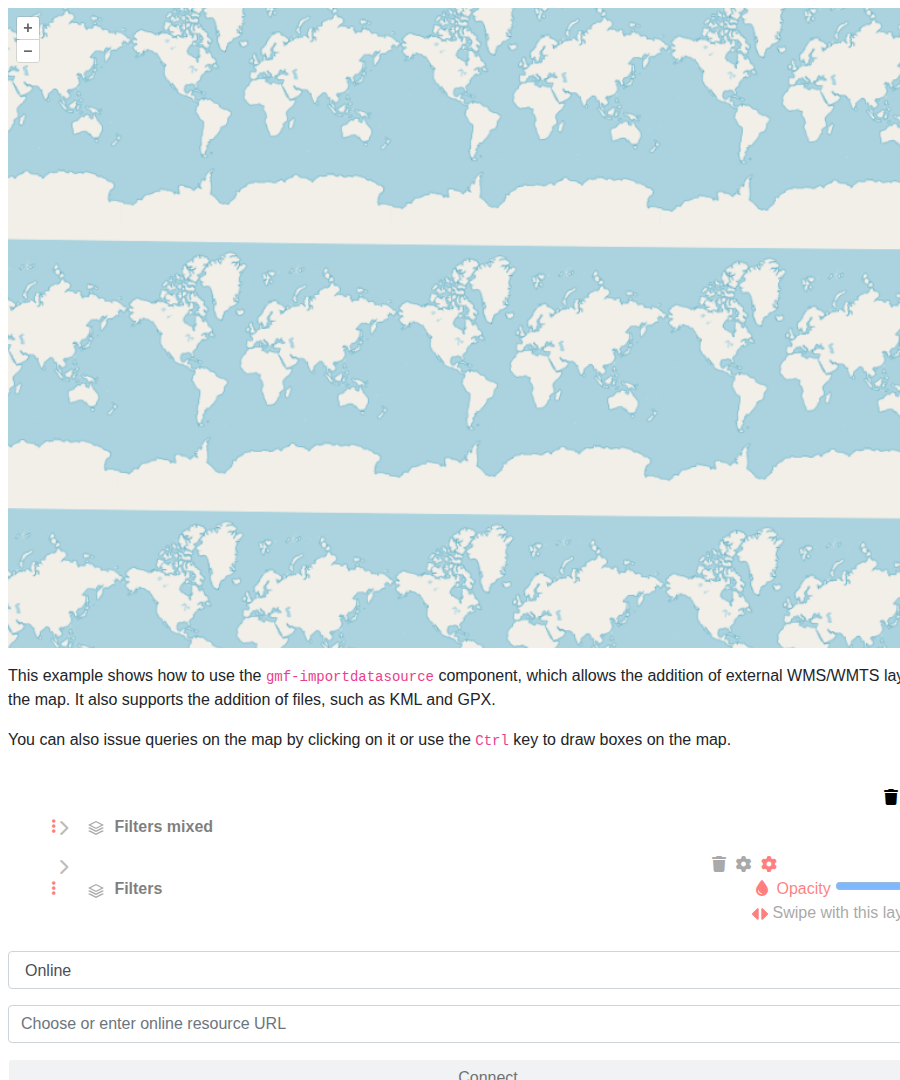 +
−
This example shows how to use the gmf-importdatasource component, which allows the addition of external WMS/WMTS
the map. It also supports the addition of files, such as KML and GPX.
You can also issue queries on the map by clicking on it or use the Ctrl key to draw boxes on the map.
Filters mixed
Filters
Opacity
Swipe with this
Online
Choose or enter online resource URL
Connect